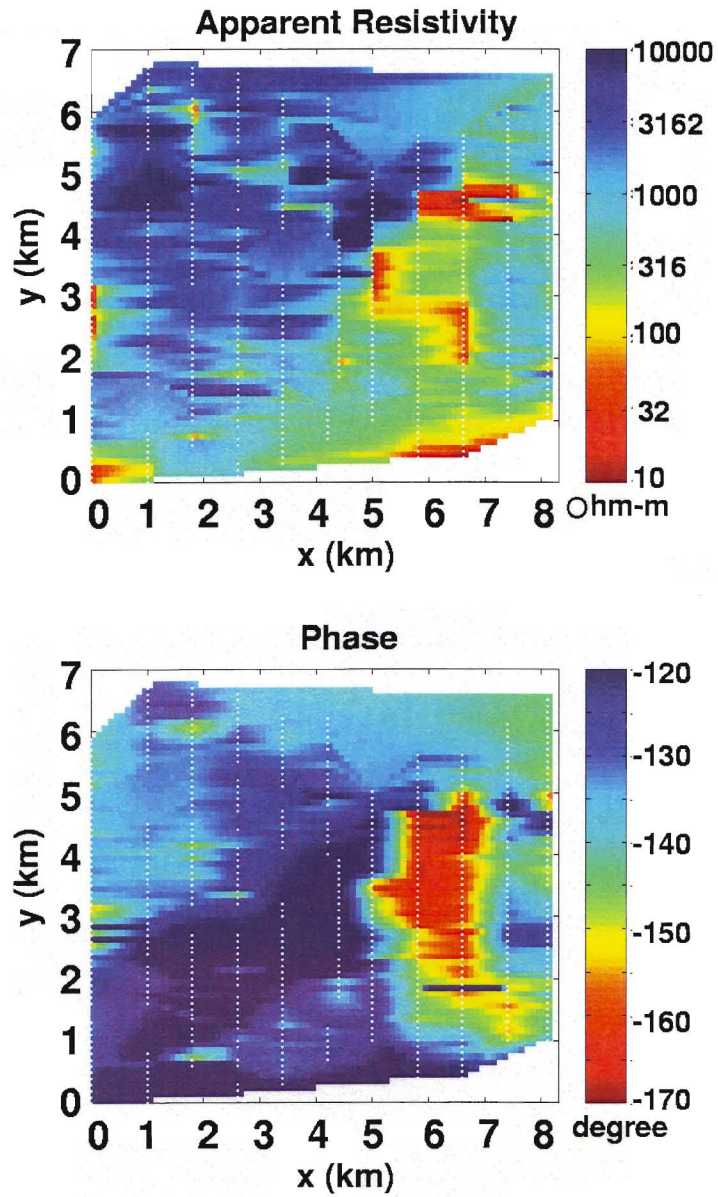 Apparent Resistivity
7
6
5
4
3
2
1
0
y (km)
0 1 2 3 4 5 6 7 8
x (km)
10000
3162
1000
316
100
32
10
Ohm-m
Phase
7
6
5
4
3
2
1
0
y (km)
0 1 2 3 4 5 6 7 8
x (km)
-120
-130
-140
-150
-160
-170
degree